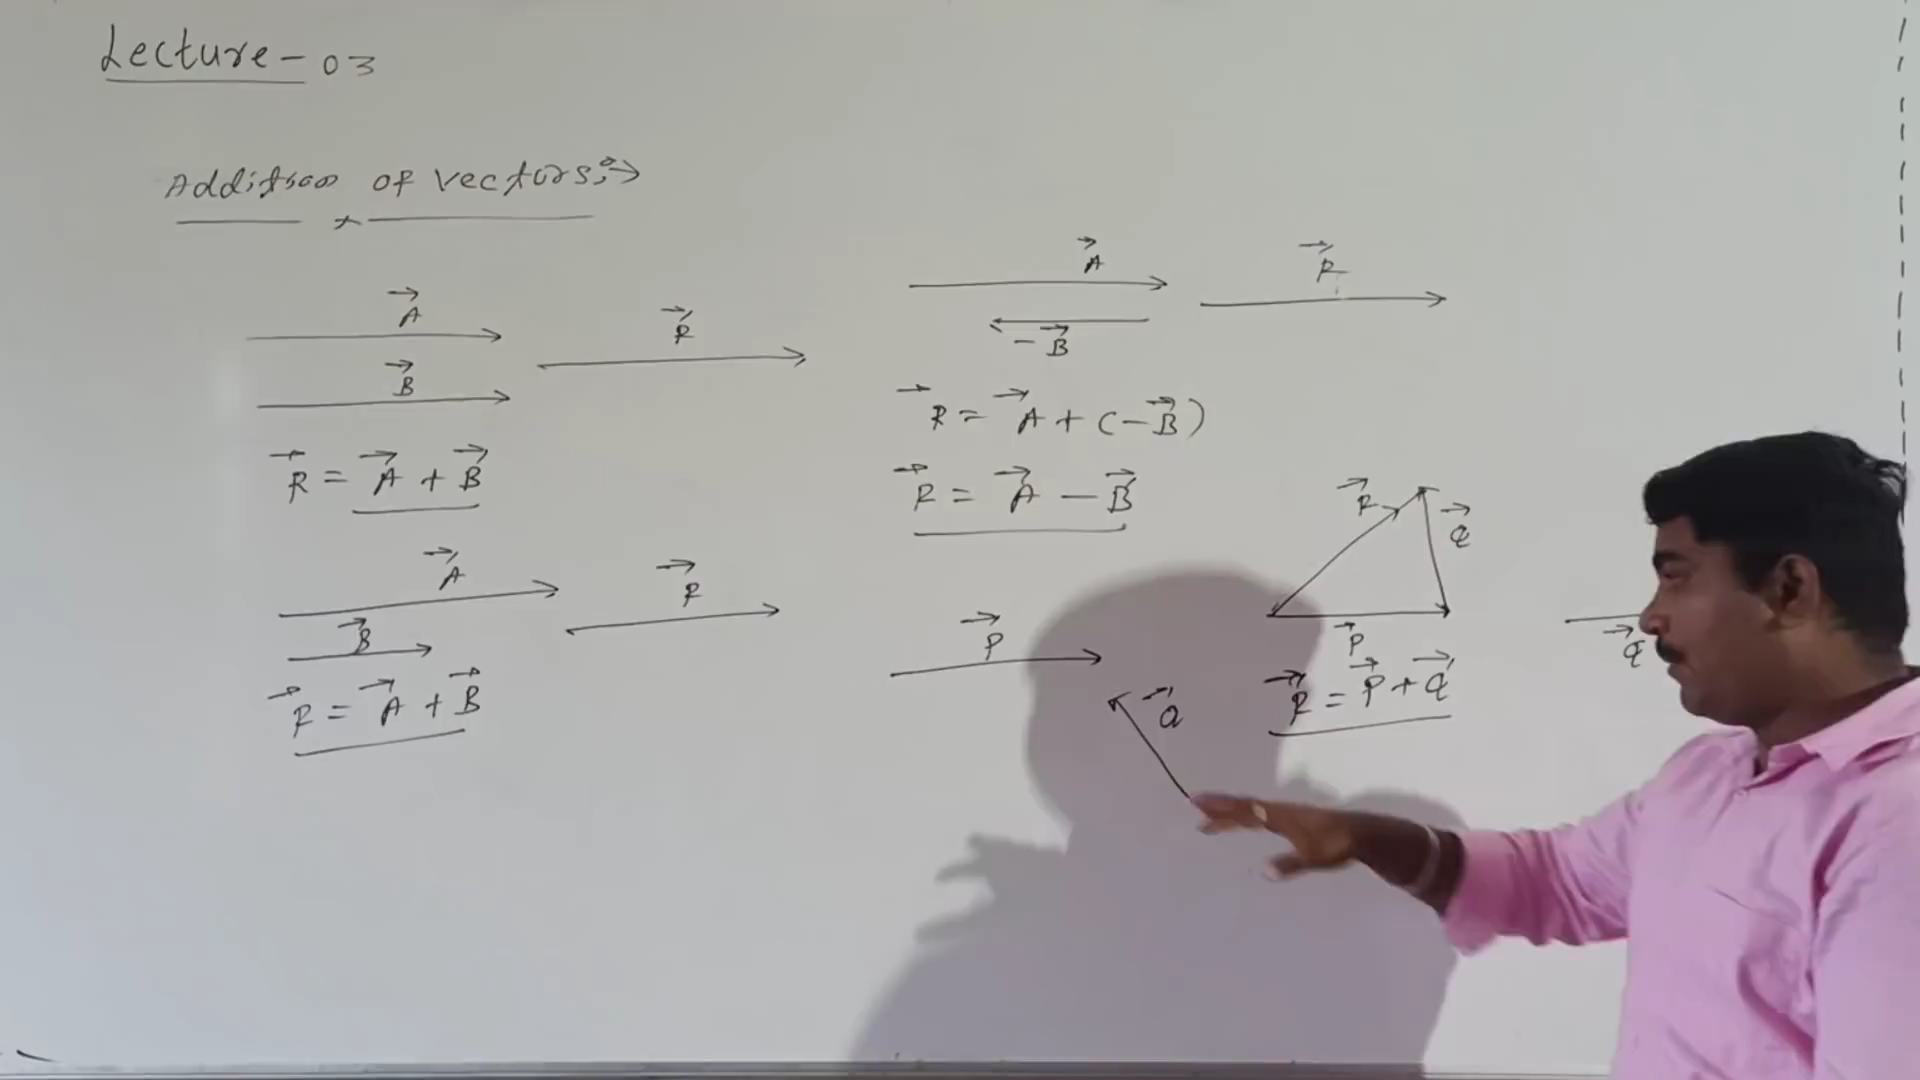 Lecture - 03
Addition of vectors:→
A⃗
R⃗
B⃗
R⃗ = A⃗ + B⃗
A⃗
R⃗
B⃗
R⃗ = A⃗ + B⃗
A⃗
R⃗
-B⃗
R⃗ = A⃗ + (-B⃗)
R⃗ = A⃗ - B⃗
P⃗
Q⃗
R⃗
Q⃗
P⃗
R⃗ = P⃗ + Q⃗
Q⃗